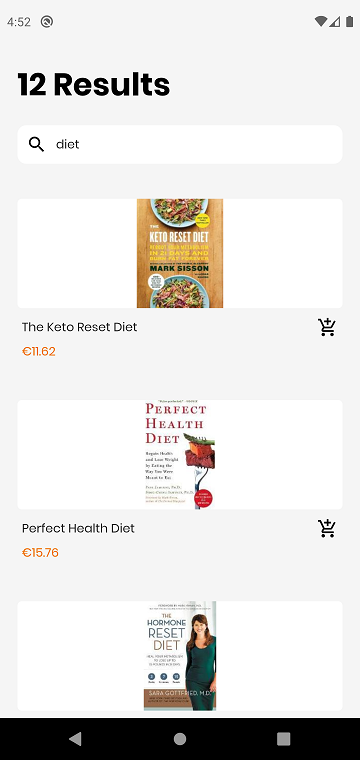 4:52
12 Results
diet
THE
KETO RESET DIET
REBOOT YOUR METABOLISM
IN 21 DAYS AND
BURN FAT FOREVER
MARK SISSON
The Keto Reset Diet
€11.62
PERFECT
HEALTH
DIET
Regain Health
and Lose Weight
by Eating the
Way You Were
Meant to Eat
Perfect Health Diet
€15.76
THE
HORMONE
RESET
DIET
SARA GOTTFRIED, M.D.